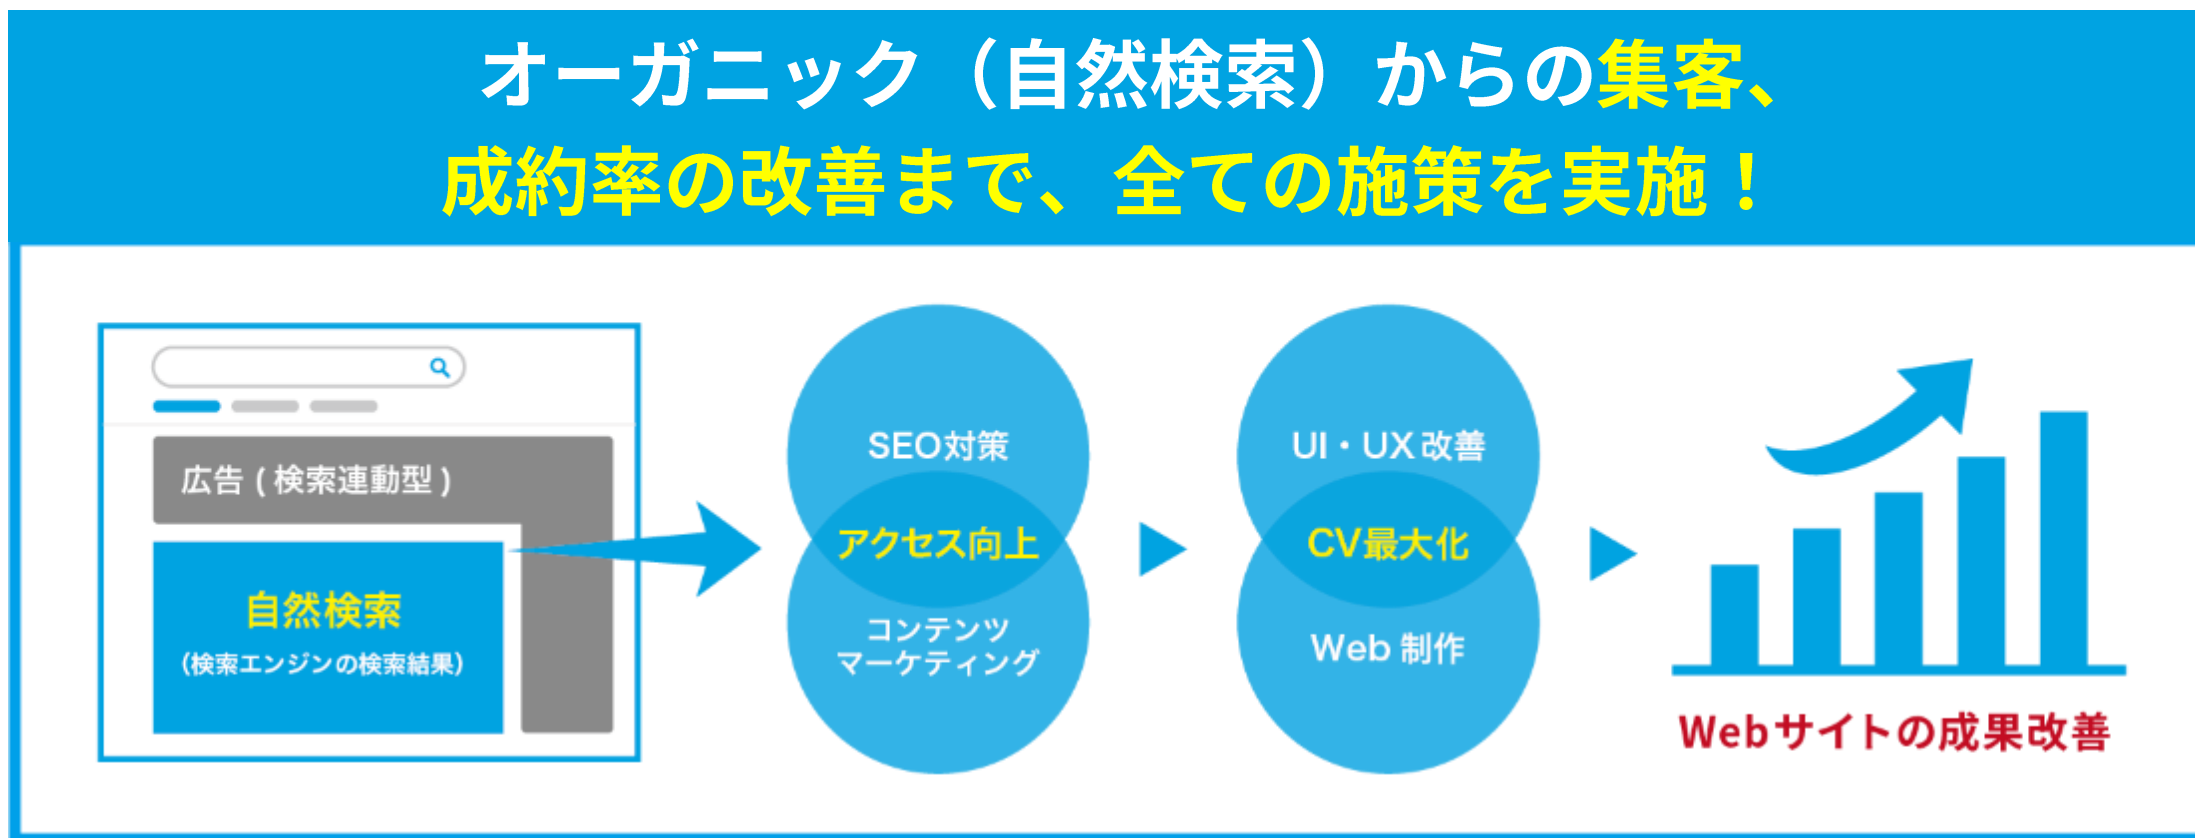 オーガニック（自然検索）からの集客、
成約率の改善まで、全ての施策を実施！
広告 ( 検索連動型 )
自然検索
（検索エンジンの検索結果）
SEO対策
アクセス向上
コンテンツ
マーケティング
UI・UX 改善
CV最大化
Web 制作
Webサイトの成果改善